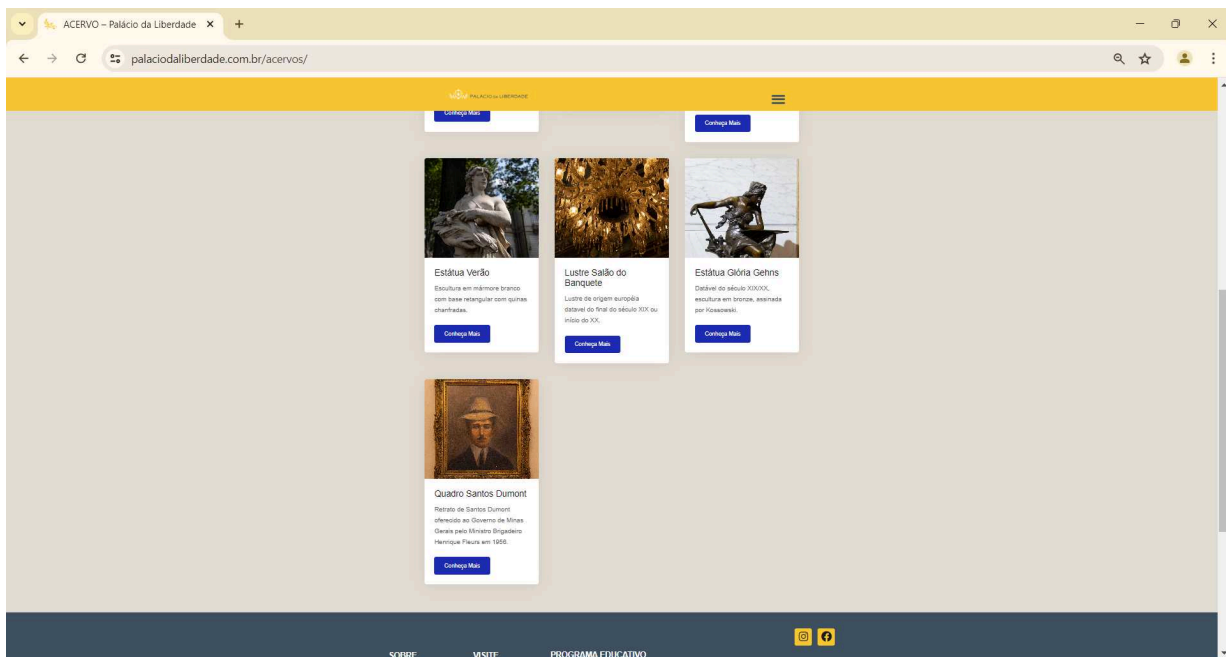 ACERVO – Palácio da Liberdade
palaciodaliberdade.com.br/acervos/
PALÁCIO DA LIBERDADE
Conheça Mais
Conheça Mais
Estátua Verão
Escultura em mármore branco
com base retangular com quinas
chanfradas.
Conheça Mais
Lustre Salão do
Banquete
Lustre de origem européia
datavel do final do século XIX ou
início do XX.
Conheça Mais
Estátua Glória Gehns
Datável do século XIX/XX,
escultura em bronze, assinada
por Kossowski.
Conheça Mais
Quadro Santos Dumont
Retrato de Santos Dumont
oferecido ao Governo de Minas
Gerais pelo Ministro Brigadeiro
Henrique Fleurs em 1956.
Conheça Mais
SOBRE
VISITE
PROGRAMA EDUCATIVO